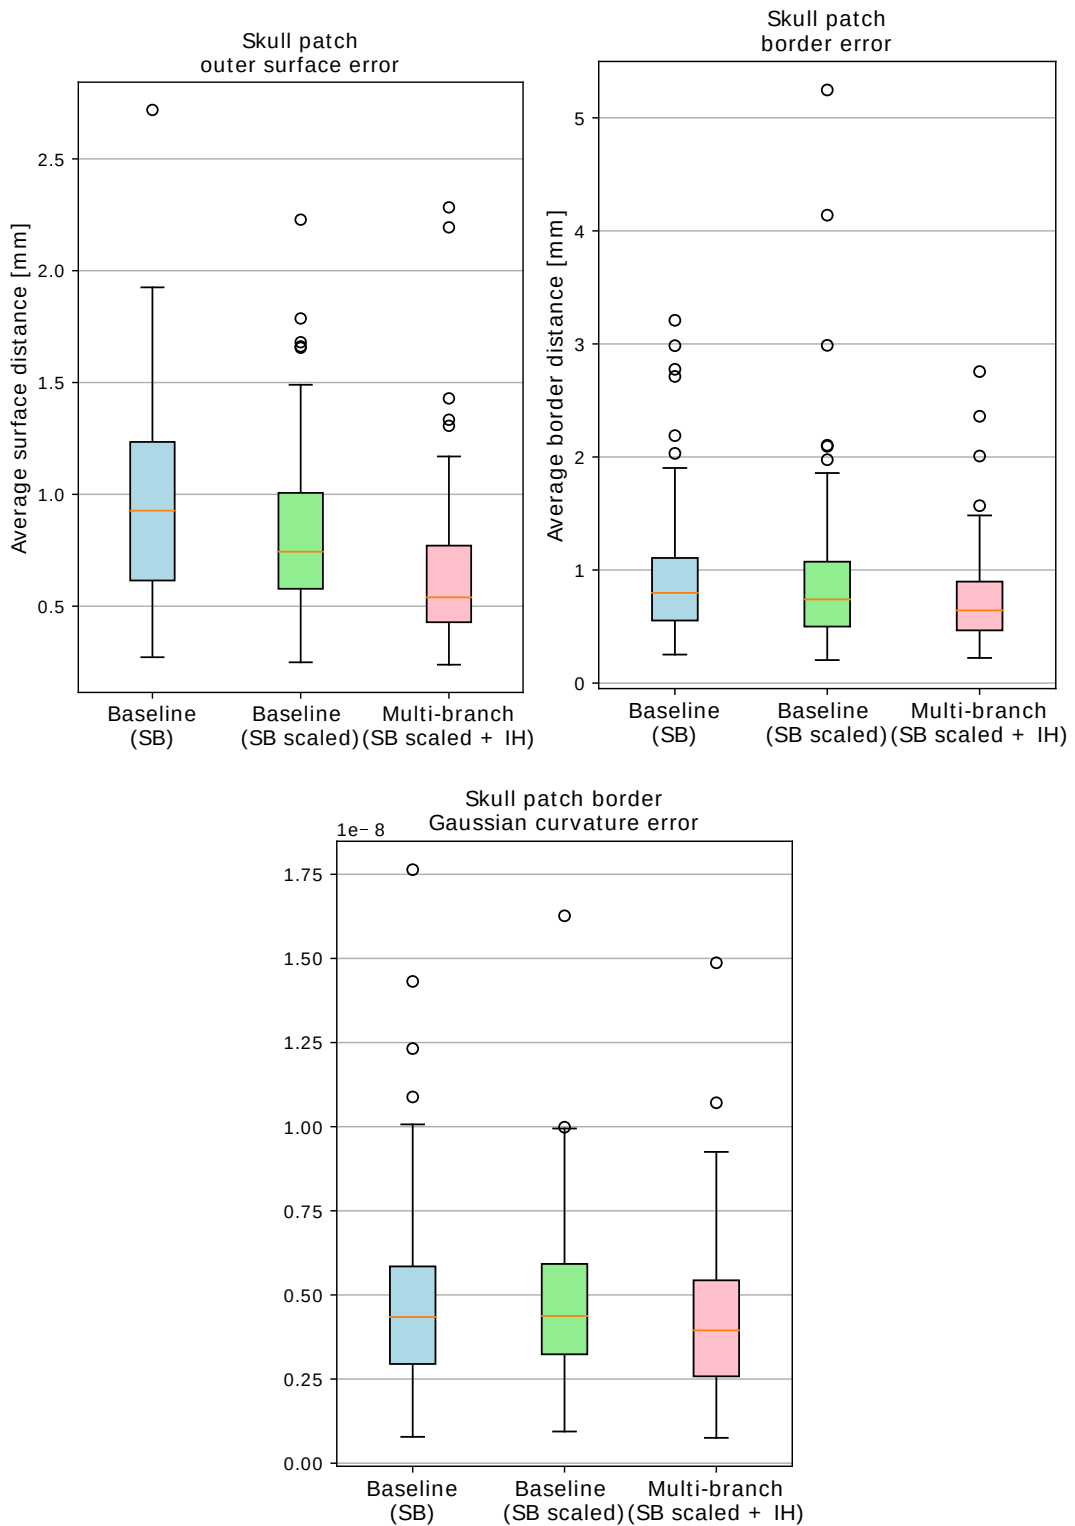 Skull patch
outer surface error
Average surface distance [mm]
2.5
2.0
1.5
1.0
0.5
Baseline
(SB)
Baseline
(SB scaled)
Multi-branch
(SB scaled + IH)
Skull patch
border error
Average border distance [mm]
5
4
3
2
1
0
Baseline
(SB)
Baseline
(SB scaled)
Multi-branch
(SB scaled + IH)
Skull patch border
Gaussian curvature error
1e−8
1.75
1.50
1.25
1.00
0.75
0.50
0.25
0.00
Baseline
(SB)
Baseline
(SB scaled)
Multi-branch
(SB scaled + IH)